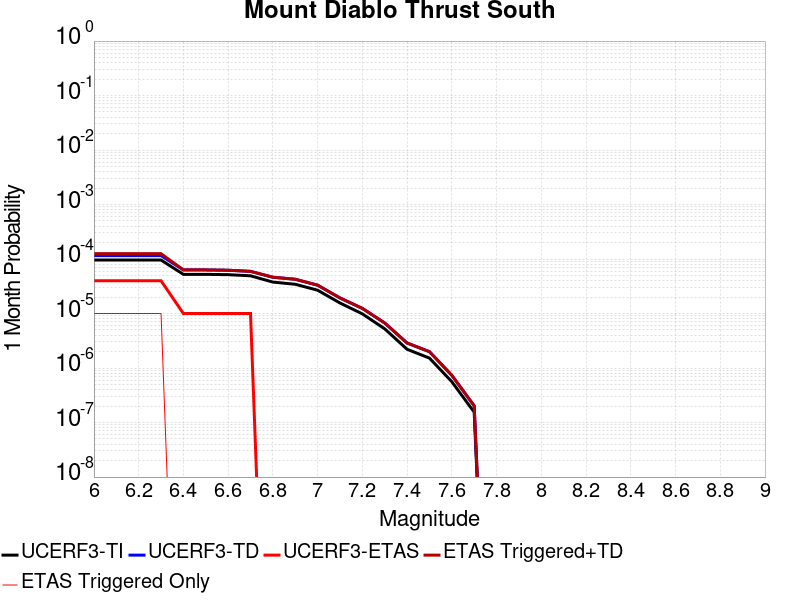 Mount Diablo Thrust South
10^0
10^-1
10^-2
10^-3
10^-4
10^-5
10^-6
10^-7
10^-8
1 Month Probability
6 6.2 6.4 6.6 6.8 7 7.2 7.4 7.6 7.8 8 8.2 8.4 8.6 8.8 9
Magnitude
UCERF3-TI UCERF3-TD UCERF3-ETAS ETAS Triggered+TD
ETAS Triggered Only